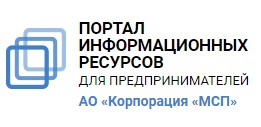 ПОРТАЛ
ИНФОРМАЦИОННЫХ
РЕСУРСОВ
ДЛЯ ПРЕДПРИНИМАТЕЛЕЙ
АО «Корпорация «МСП»